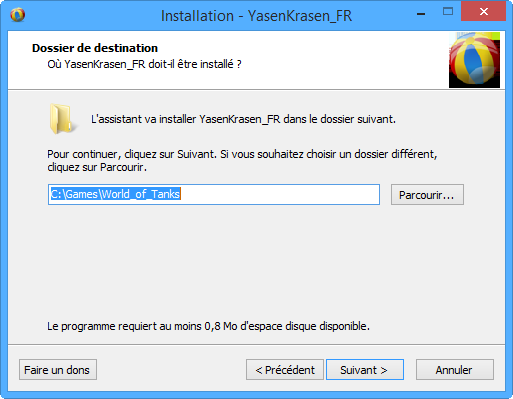 Installation - YasenKrasen_FR
Dossier de destination
Où YasenKrasen_FR doit-il être installé ?
L'assistant va installer YasenKrasen_FR dans le dossier suivant.
Pour continuer, cliquez sur Suivant. Si vous souhaitez choisir un dossier différent,
cliquez sur Parcourir.
C:\Games\World_of_Tanks
Parcourir...
Le programme requiert au moins 0,8 Mo d'espace disque disponible.
Faire un dons
< Précédent
Suivant >
Annuler